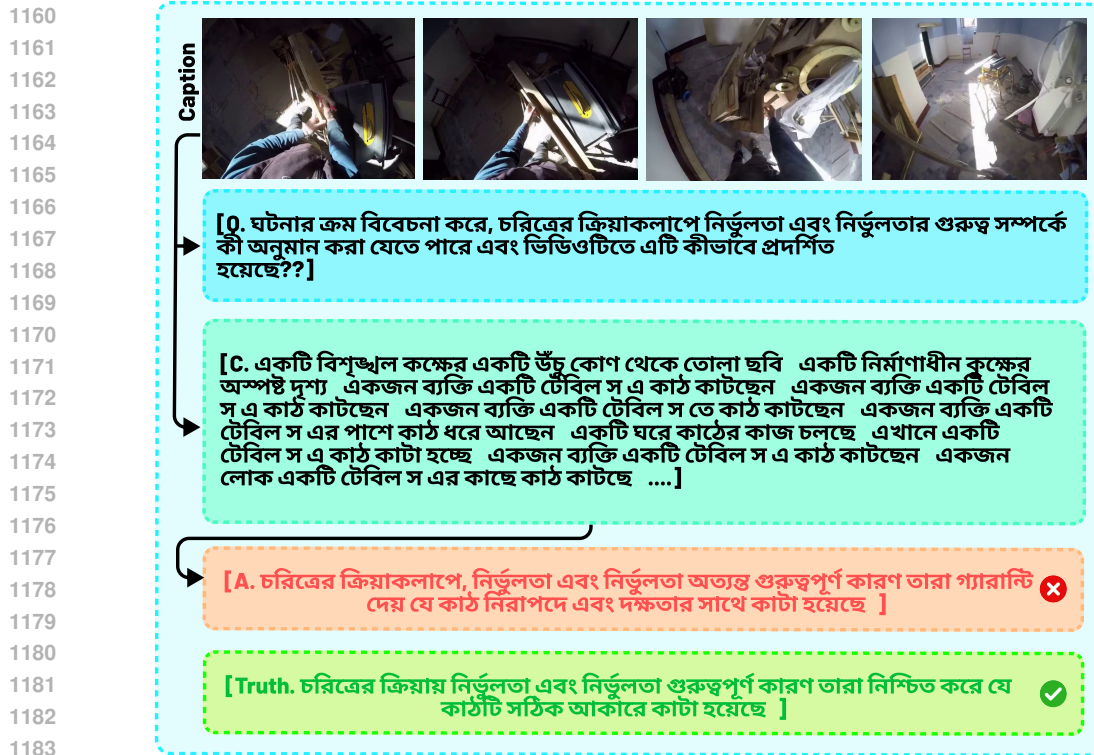 1160
1161
1162
1163
1164
1165
1166
1167
1168
1169
1170
1171
1172
1173
1174
1175
1176
1177
1178
1179
1180
1181
1182
1183
Caption
[Q. ঘটনার ক্রম বিবেচনা করে, চরিত্রের ক্রিয়াকলাপে নির্ভুলতা এবং নির্ভুলতার গুরুত্ব সম্পর্কে
কী অনুমান করা যেতে পারে এবং ভিডিওটিতে এটি কীভাবে প্রদর্শিত
হয়েছে??]
[C. একটি বিশৃঙ্খল কক্ষের একটি উঁচু কোণ থেকে তোলা ছবি একটি নির্মাণাধীন কক্ষের
অস্পষ্ট দৃশ্য একজন ব্যক্তি একটি টেবিল স এ কাঠ কাটছেন একজন ব্যক্তি একটি টেবিল
স এ কাঠ কাটছেন একজন ব্যক্তি একটি টেবিল স তে কাঠ কাটছেন একজন ব্যক্তি একটি
টেবিল স এর পাশে কাঠ ধরে আছেন একটি ঘরে কাঠের কাজ চলছে এখানে একটি
টেবিল স এ কাঠ কাটা হচ্ছে একজন ব্যক্তি একটি টেবিল স এ কাঠ কাটছেন একজন
লোক একটি টেবিল স এর কাছে কাঠ কাটছে ....]
[A. চরিত্রের ক্রিয়াকলাপে, নির্ভুলতা এবং নির্ভুলতা অত্যন্ত গুরুত্বপূর্ণ কারণ তারা গ্যারান্টি
দেয় যে কাঠ নিরাপদে এবং দক্ষতার সাথে কাটা হয়েছে ]
[Truth. চরিত্রের ক্রিয়ায় নির্ভুলতা এবং নির্ভুলতা গুরুত্বপূর্ণ কারণ তারা নিশ্চিত করে যে
কাঠটি সঠিক আকারে কাটা হয়েছে ]